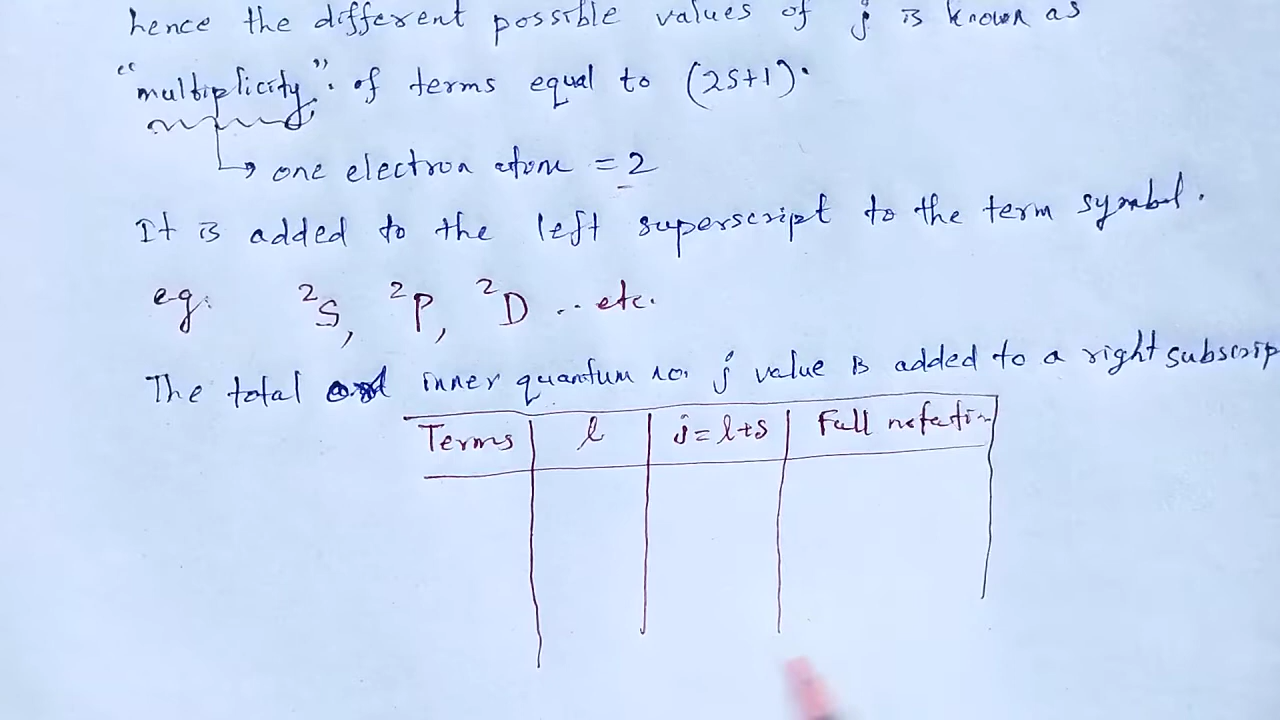 hence the different possible values of j is known as
"multiplicity". of terms equal to (2s+1).
↳ one electron atom = 2
It is added to the left superscript to the term symbol.
eg: ²S, ²P, ²D ... etc.
The total inner quantum no. j value is added to a right subscrip
Terms l j=l+s Full notation